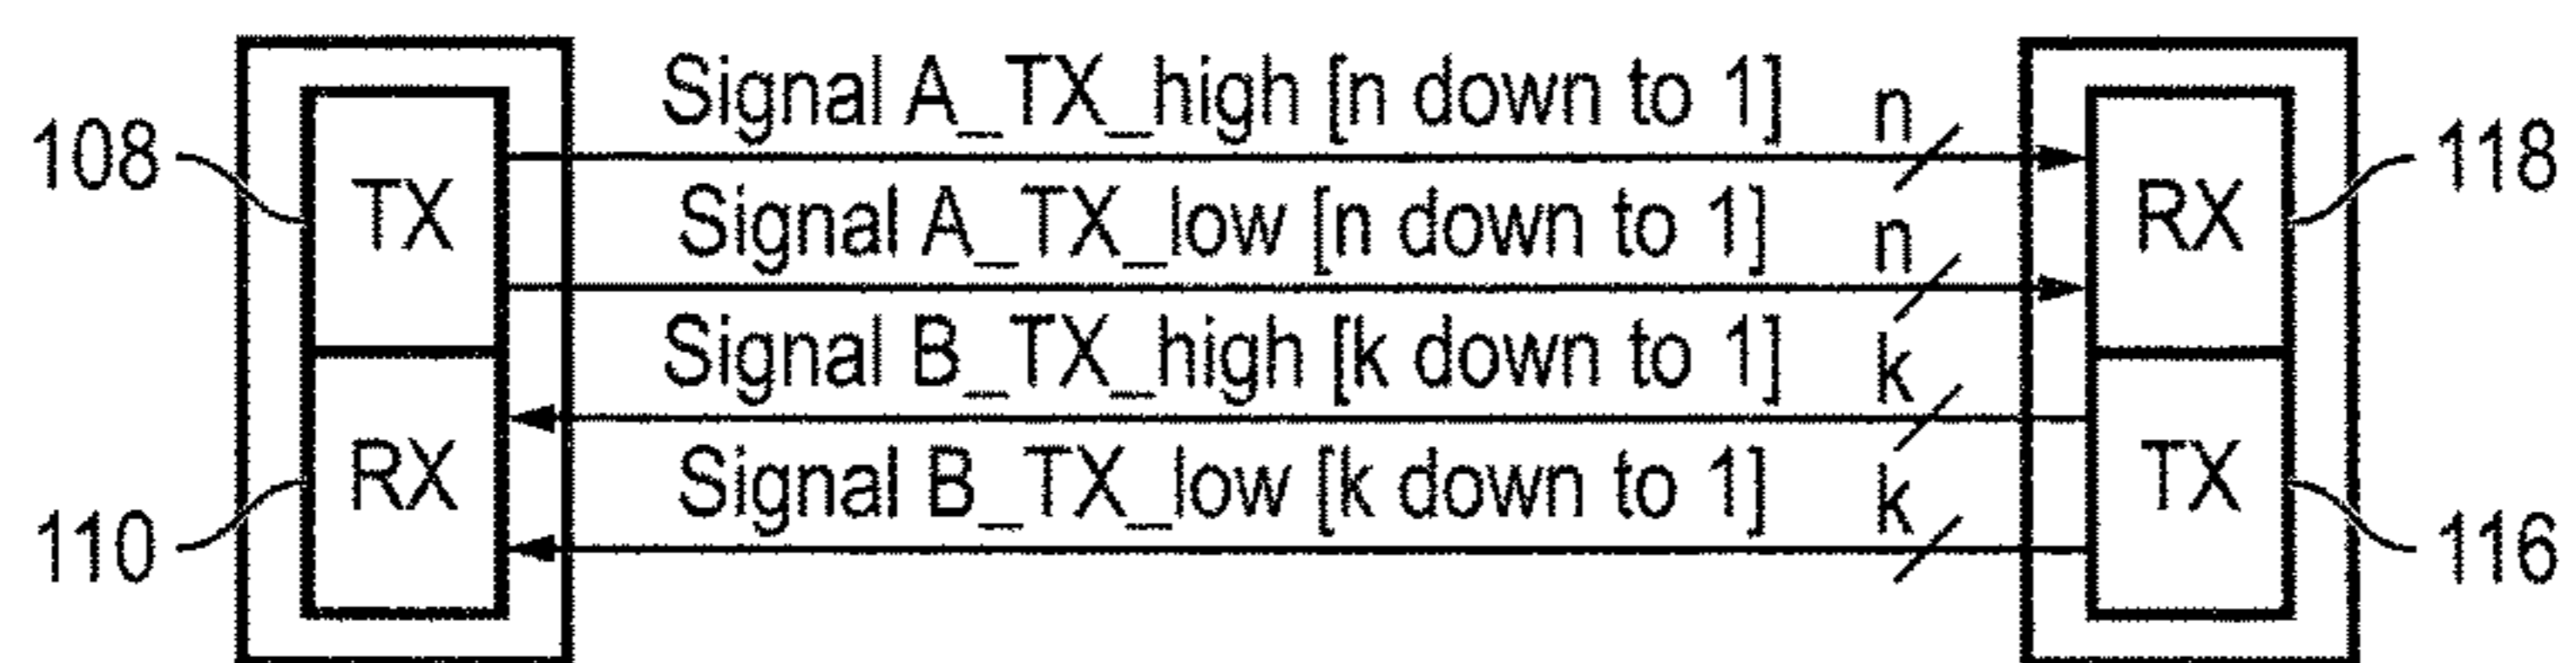 Signal A_TX_high [n down to 1] n
108 TX RX 118
Signal A_TX_low [n down to 1] n
Signal B_TX_high [k down to 1] k
110 RX TX 116
Signal B_TX_low [k down to 1] k